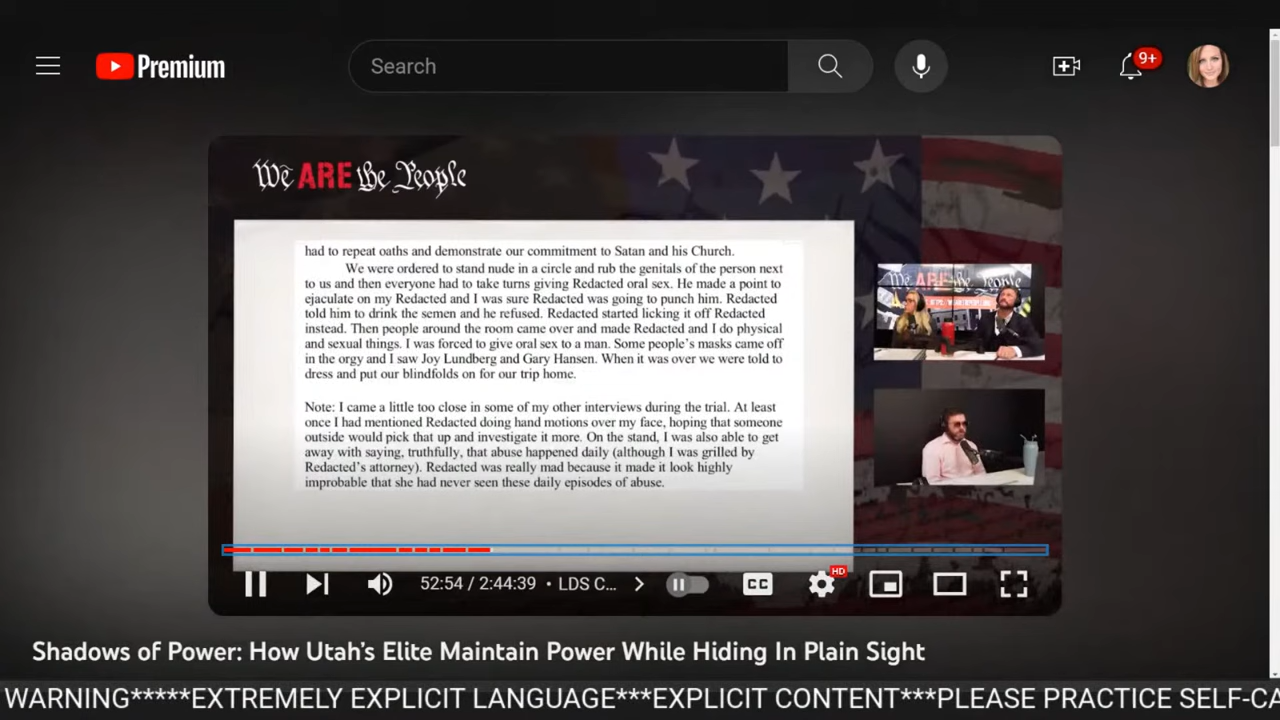 Premium
Search
9+
We ARE the People
had to repeat oaths and demonstrate our commitment to Satan and his Church.
We were ordered to stand nude in a circle and rub the genitals of the person next
to us and then everyone had to take turns giving Redacted oral sex. He made a point to
ejaculate on my Redacted and I was sure Redacted was going to punch him. Redacted
told him to drink the semen and he refused. Redacted started licking it off Redacted
instead. Then people around the room came over and made Redacted and I do physical
and sexual things. I was forced to give oral sex to a man. Some people's masks came off
in the orgy and I saw Joy Lundberg and Gary Hansen. When it was over we were told to
dress and put our blindfolds on for our trip home.
Note: I came a little too close in some of my other interviews during the trial. At least
once I had mentioned Redacted doing hand motions over my face, hoping that someone
outside would pick that up and investigate it more. On the stand, I was also able to get
away with saying, truthfully, that abuse happened daily (although I was grilled by
Redacted's attorney). Redacted was really mad because it made it look highly
improbable that she had never seen these daily episodes of abuse.
We ARE the People
52:54 / 2:44:39 • LDS C...
CC
HD
Shadows of Power: How Utah's Elite Maintain Power While Hiding In Plain Sight
WARNING*****EXTREMELY EXPLICIT LANGUAGE***EXPLICIT CONTENT***PLEASE PRACTICE SELF-CA